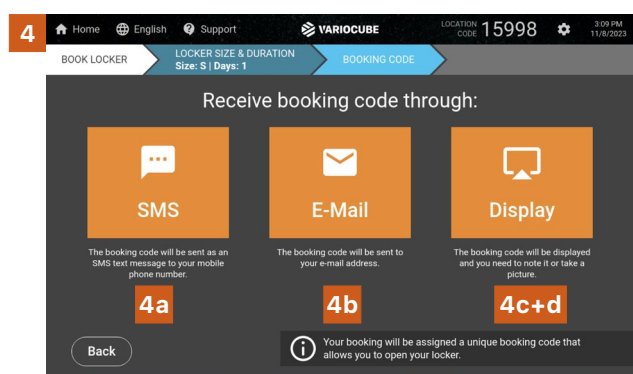 4
Home English Support VARIOCUBE LOCATION CODE 15998 3:09 PM 11/8/2023
BOOK LOCKER
LOCKER SIZE & DURATION
Size: S | Days: 1
BOOKING CODE
Receive booking code through:
SMS
The booking code will be sent as an
SMS text message to your mobile
phone number.
4a
E-Mail
The booking code will be sent to
your e-mail address.
4b
Display
The booking code will be displayed
and you need to note it or take a
picture.
4c+d
Back
Your booking will be assigned a unique booking code that
allows you to open your locker.